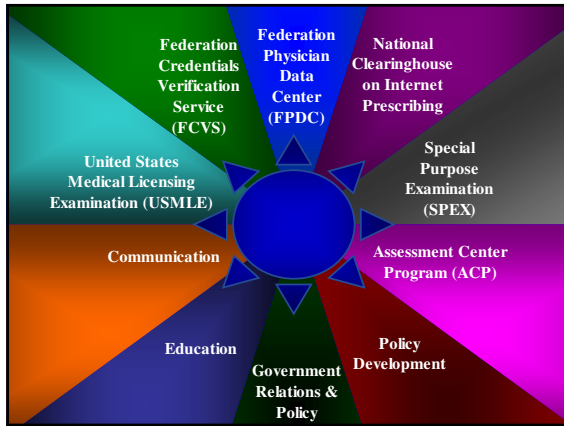 Federation
Credentials
Verification
Service
(FCVS)
Federation
Physician
Data
Center
(FPDC)
National
Clearinghouse
on Internet
Prescribing
Special
Purpose
Examination
(SPEX)
United States
Medical Licensing
Examination (USMLE)
Communication
Assessment Center
Program (ACP)
Education
Government
Relations &
Policy
Policy
Development